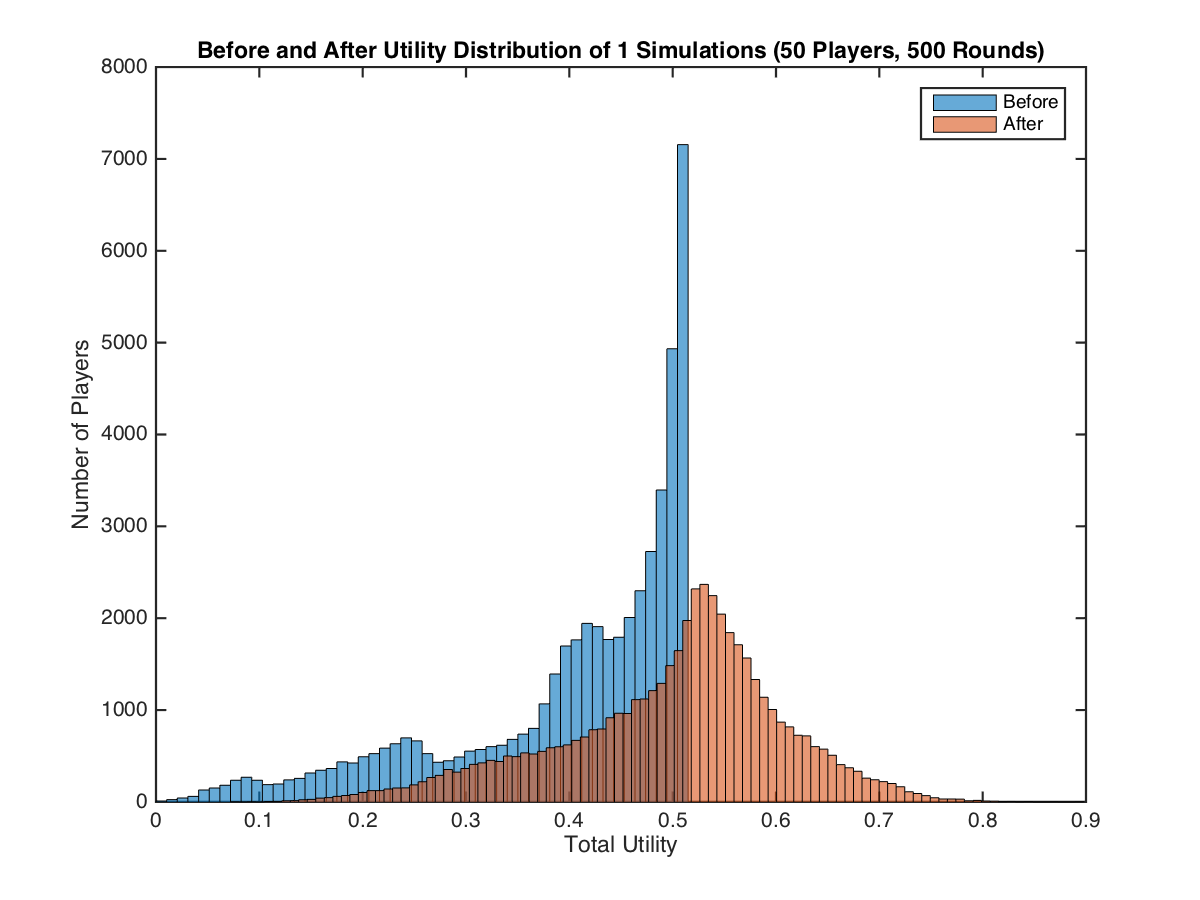 Before and After Utility Distribution of 1 Simulations (50 Players, 500 Rounds)
Before
After
8000
7000
6000
5000
4000
3000
2000
1000
0
Number of Players
0 0.1 0.2 0.3 0.4 0.5 0.6 0.7 0.8 0.9
Total Utility